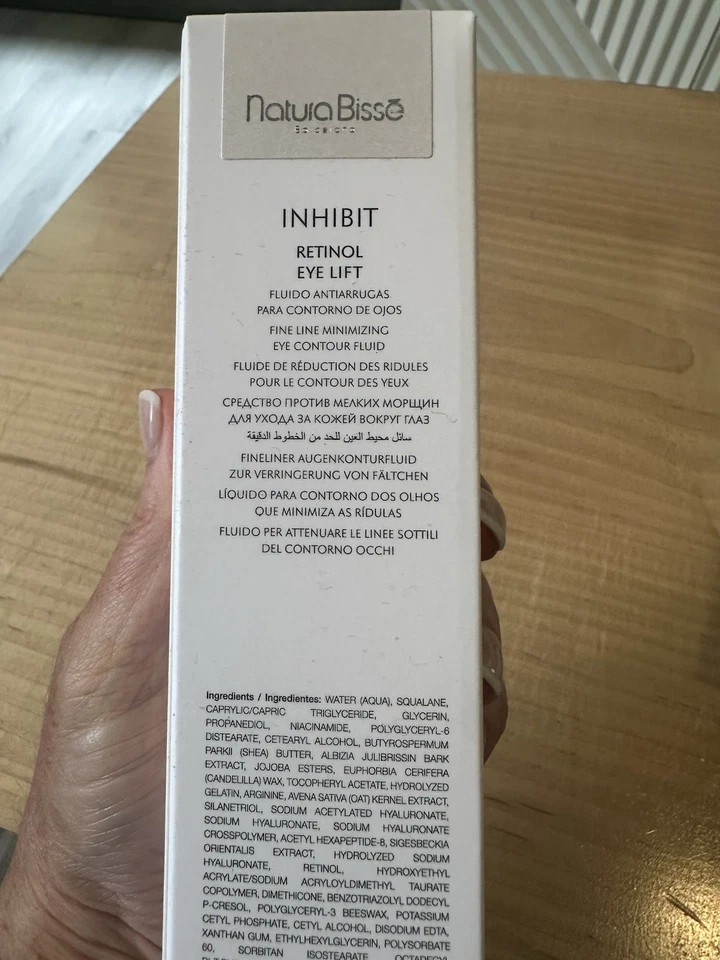 Natura Bissé
Barcelona
INHIBIT
RETINOL
EYE LIFT
FLUIDO ANTIARRUGAS
PARA CONTORNO DE OJOS
FINE LINE MINIMIZING
EYE CONTOUR FLUID
FLUIDE DE RÉDUCTION DES RIDULES
POUR LE CONTOUR DES YEUX
СРЕДСТВО ПРОТИВ МЕЛКИХ МОРЩИН
ДЛЯ УХОДА ЗА КОЖЕЙ ВОКРУГ ГЛАЗ
سائل محيط العين للحد من الخطوط الدقيقة
FINELINER AUGENKONTURFLUID
ZUR VERRINGERUNG VON FÄLTCHEN
LÍQUIDO PARA CONTORNO DOS OLHOS
QUE MINIMIZA AS RÍDULAS
FLUIDO PER ATTENUARE LE LINEE SOTTILI
DEL CONTORNO OCCHI
Ingredients / Ingredientes: WATER (AQUA), SQUALANE,
CAPRYLIC/CAPRIC TRIGLYCERIDE, GLYCERIN,
PROPANEDIOL, NIACINAMIDE, POLYGLYCERYL-6
DISTEARATE, CETEARYL ALCOHOL, BUTYROSPERMUM
PARKII (SHEA) BUTTER, ALBIZIA JULIBRISSIN BARK
EXTRACT, JOJOBA ESTERS, EUPHORBIA CERIFERA
(CANDELILLA) WAX, TOCOPHERYL ACETATE, HYDROLYZED
GELATIN, ARGININE, AVENA SATIVA (OAT) KERNEL EXTRACT,
SILANETRIOL, SODIUM ACETYLATED HYALURONATE,
SODIUM HYALURONATE, SODIUM HYALURONATE
CROSSPOLYMER, ACETYL HEXAPEPTIDE-8, SIGESBECKIA
ORIENTALIS EXTRACT, HYDROLYZED SODIUM
HYALURONATE, RETINOL, HYDROXYETHYL
ACRYLATE/SODIUM ACRYLOYLDIMETHYL TAURATE
COPOLYMER, DIMETHICONE, BENZOTRIAZOLYL DODECYL
P-CRESOL, POLYGLYCERYL-3 BEESWAX, POTASSIUM
CETYL PHOSPHATE, CETYL ALCOHOL, DISODIUM EDTA,
XANTHAN GUM, ETHYLHEXYLGLYCERIN, POLYSORBATE
60, SORBITAN ISOSTEARATE, OCTADECYL